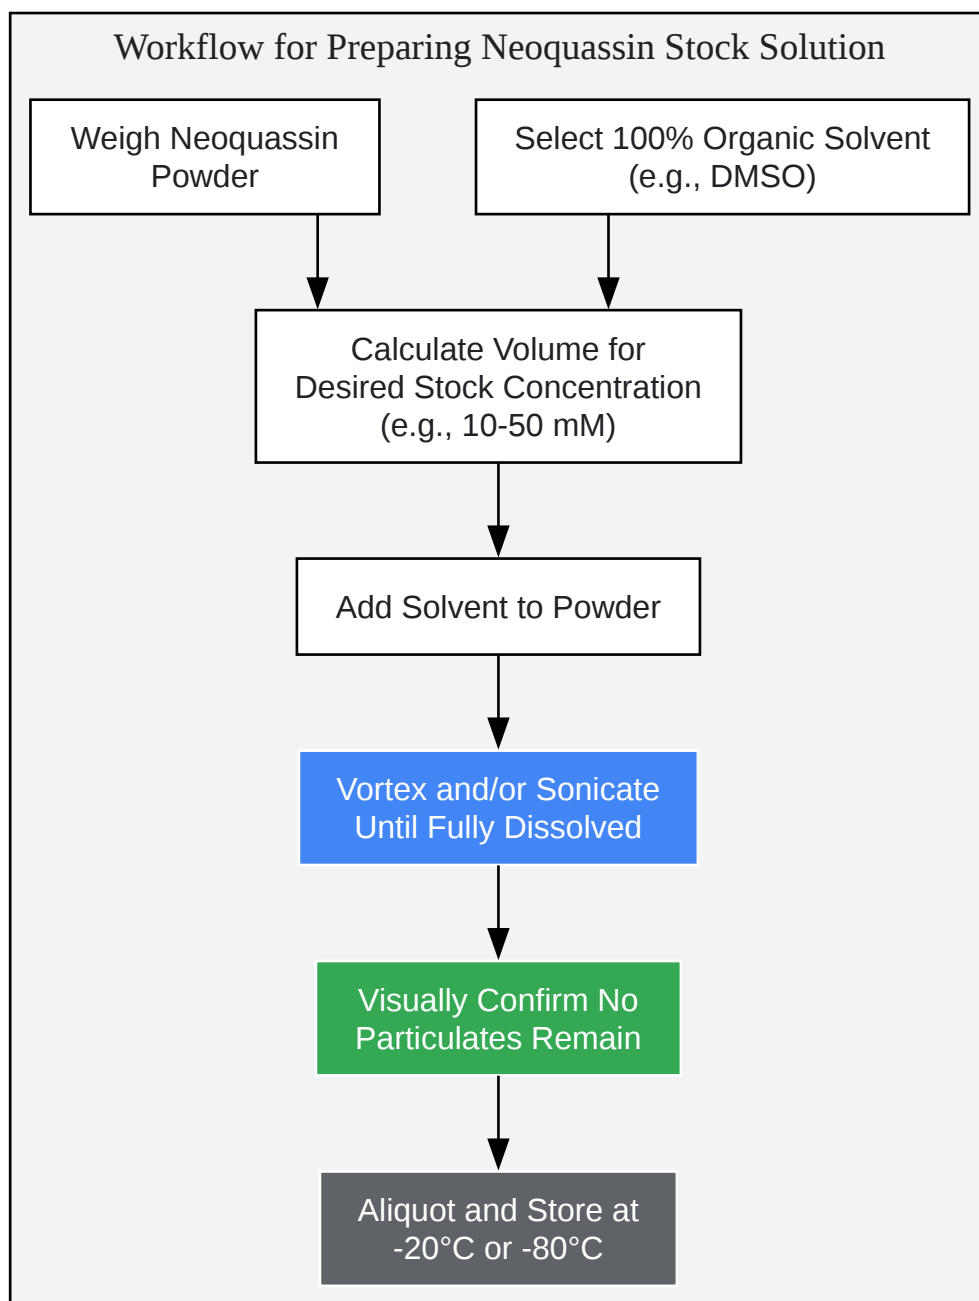 Workflow for Preparing Neoquassin Stock Solution
Weigh Neoquassin
Powder
Select 100% Organic Solvent
(e.g., DMSO)
Calculate Volume for
Desired Stock Concentration
(e.g., 10-50 mM)
Add Solvent to Powder
Vortex and/or Sonicate
Until Fully Dissolved
Visually Confirm No
Particulates Remain
Aliquot and Store at
-20°C or -80°C